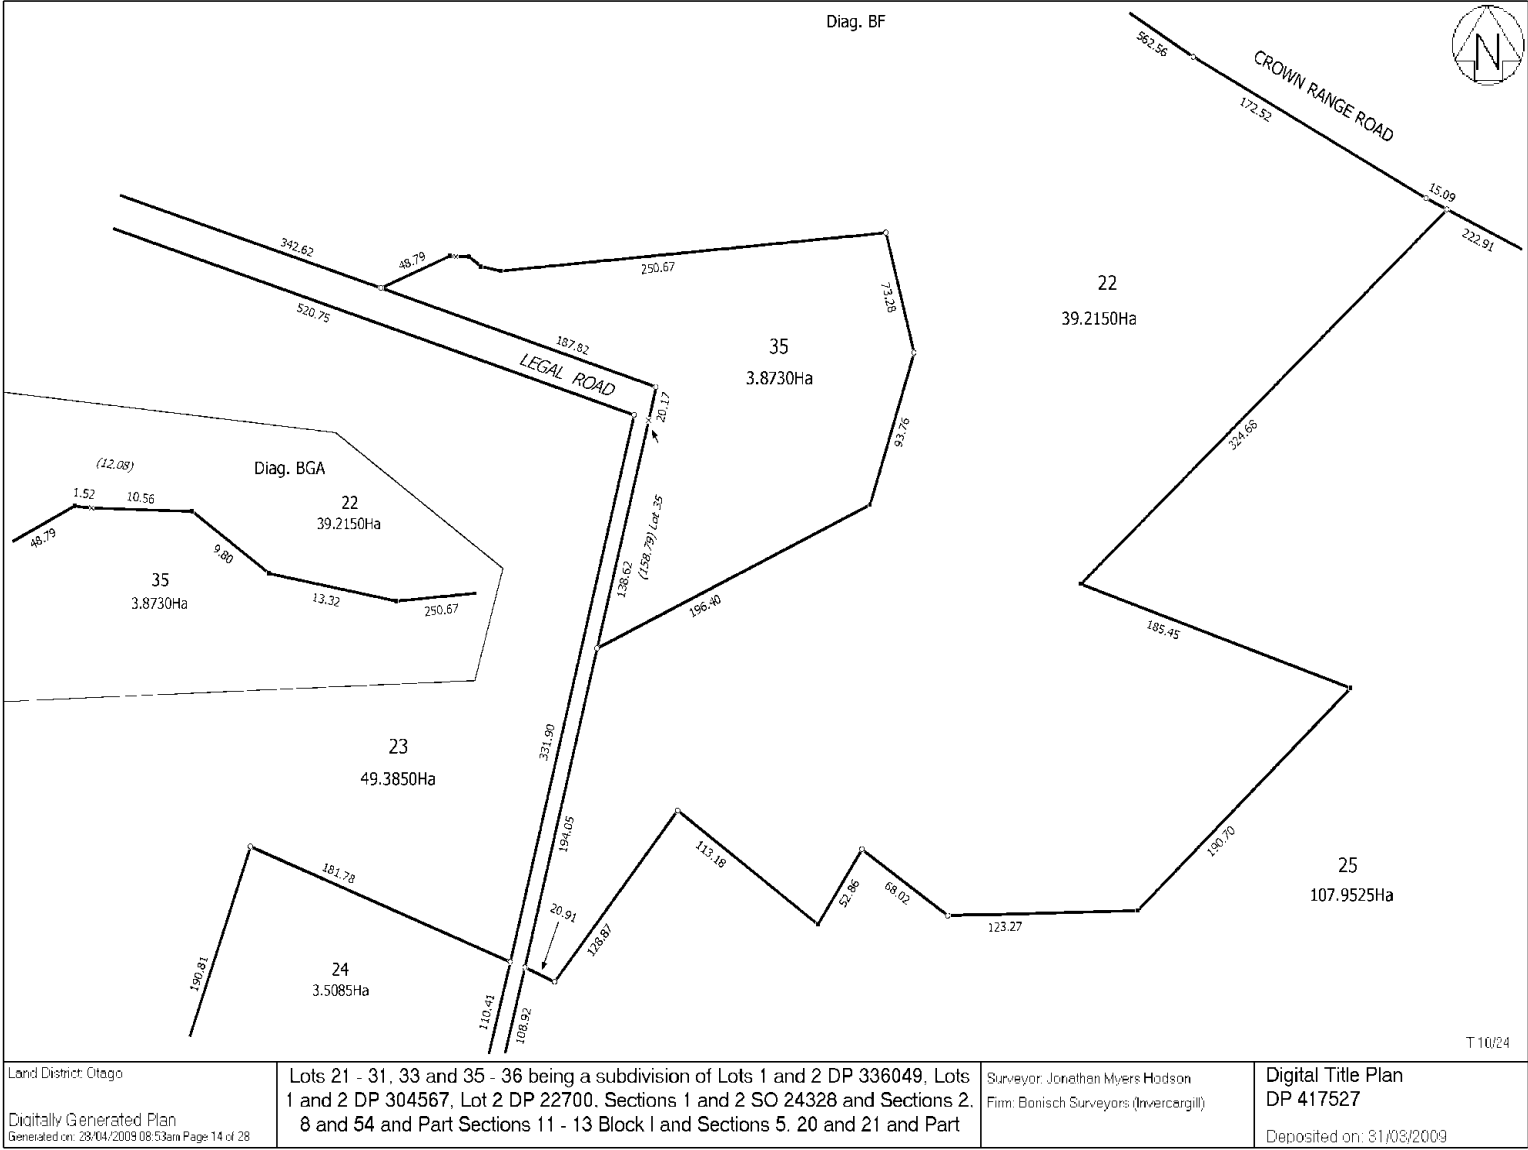 Diag. BF
N
562.56
CROWN RANGE ROAD
172.52
15.09
222.91
342.62
48.79
250.67
520.75
187.82
LEGAL ROAD
73.28
22
39.2150Ha
35
3.8730Ha
20.17
93.76
324.68
(12.08)
Diag. BGA
1.52
10.56
22
39.2150Ha
48.79
9.80
35
3.8730Ha
13.32
250.67
138.62
(158.79) Lot 35
196.40
185.45
23
49.3850Ha
331.90
194.05
181.78
113.18
52.86
68.02
190.70
25
107.9525Ha
20.91
128.87
123.27
190.81
24
3.5085Ha
110.41
108.92
T 10/24
Land District: Otago
Digitally Generated Plan
Generated on: 28/04/2009 08:53am Page 14 of 28
Lots 21 - 31, 33 and 35 - 36 being a subdivision of Lots 1 and 2 DP 336049, Lots
1 and 2 DP 304567, Lot 2 DP 22700, Sections 1 and 2 SO 24328 and Sections 2,
8 and 54 and Part Sections 11 - 13 Block I and Sections 5, 20 and 21 and Part
Surveyor: Jonathan Myers Hodson
Firm: Bonisch Surveyors (Invercargill)
Digital Title Plan
DP 417527
Deposited on: 31/03/2009